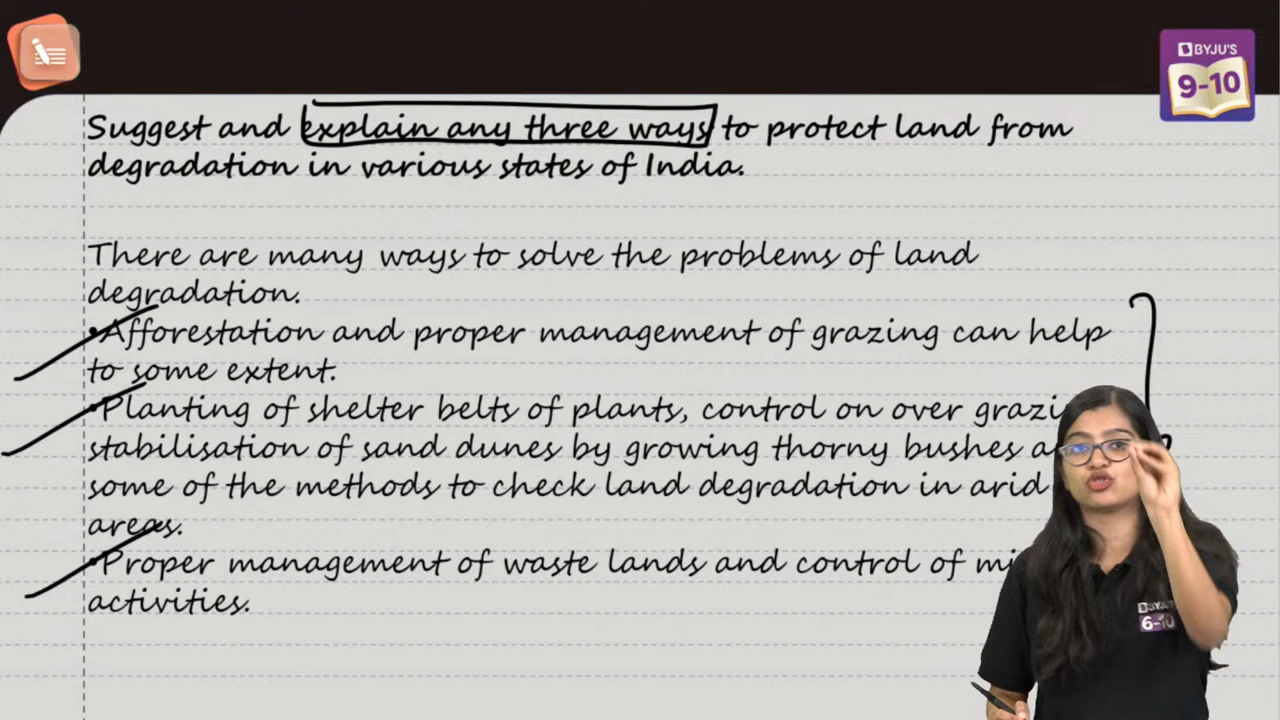 BYJU'S
9-10
Suggest and explain any three ways to protect land from
degradation in various states of India.
There are many ways to solve the problems of land
degradation.
•Afforestation and proper management of grazing can help
to some extent.
•Planting of shelter belts of plants, control on over
stabilisation of sand dunes by growing thorny bushes
some of the methods to check land degradation in arid
areas.
•Proper management of waste lands and control of
activities.
BYJU'S
6-10